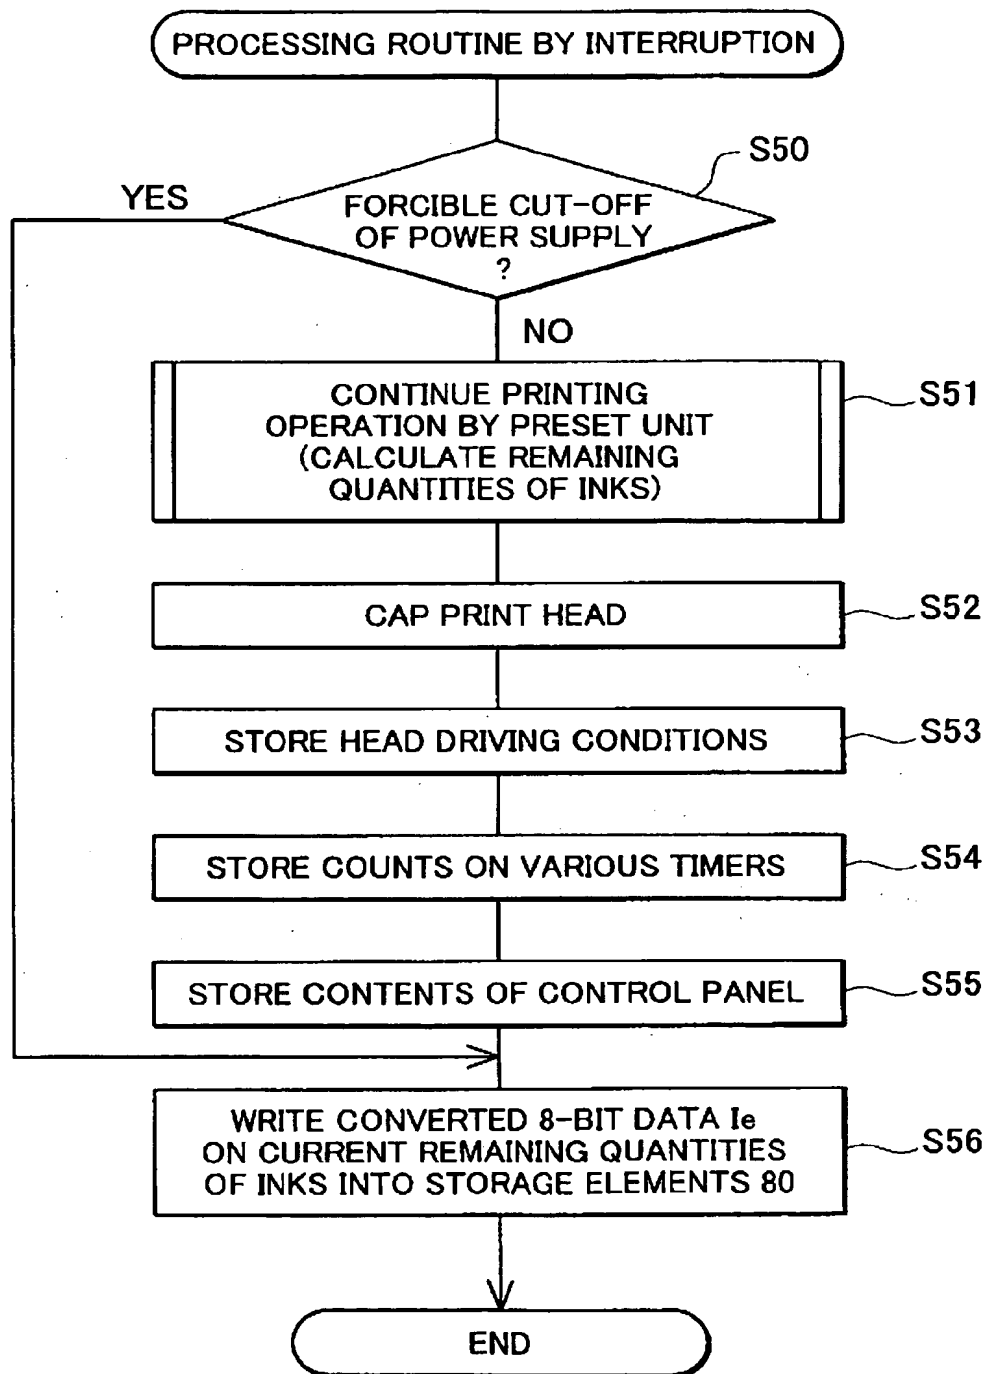 PROCESSING ROUTINE BY INTERRUPTION
S50
YES
FORCIBLE CUT-OFF
OF POWER SUPPLY
?
NO
CONTINUE PRINTING
OPERATION BY PRESET UNIT
(CALCULATE REMAINING
QUANTITIES OF INKS)
S51
CAP PRINT HEAD
S52
STORE HEAD DRIVING CONDITIONS
S53
STORE COUNTS ON VARIOUS TIMERS
S54
STORE CONTENTS OF CONTROL PANEL
S55
WRITE CONVERTED 8-BIT DATA Ie
ON CURRENT REMAINING QUANTITIES
OF INKS INTO STORAGE ELEMENTS 80
S56
END